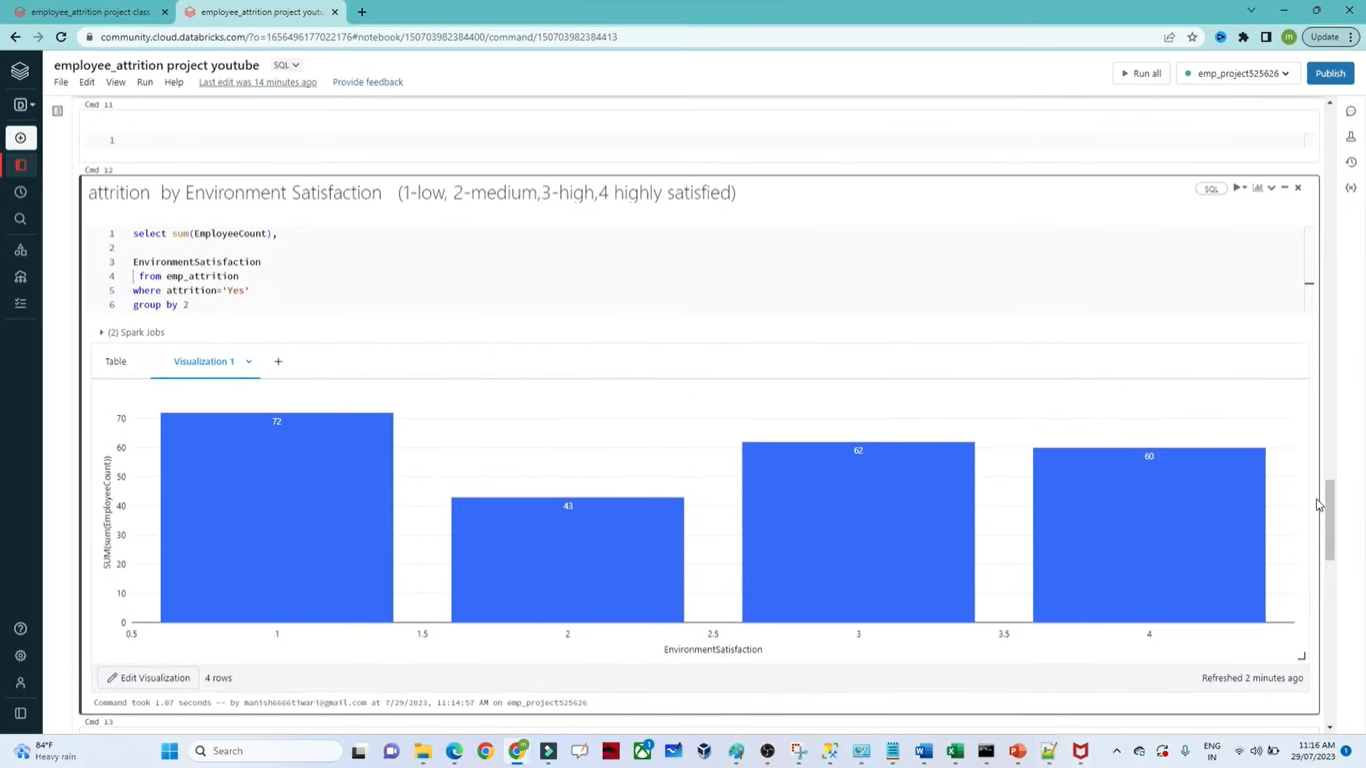 employee_attrition project class
employee_attrition project youtu
community.cloud.databricks.com/?o=1656496177022176#notebook/150703982384400/command/150703982384413
Update
employee_attrition project youtube
SQL
File Edit View Run Help Last edit was 14 minutes ago Provide feedback
Run all
emp_project525626
Publish
D
Cmd 11
1
Cmd 12
attrition by Environment Satisfaction (1-low, 2-medium,3-high,4 highly satisfied)
SQL
1 select sum(EmployeeCount),
2
3 EnvironmentSatisfaction
4 from emp_attrition
5 where attrition='Yes'
6 group by 2
(2) Spark Jobs
Table Visualization 1 +
SUM(sum(EmployeeCount))
70
60
50
40
30
20
10
0
72
43
62
60
0.5 1 1.5 2 2.5 3 3.5 4
EnvironmentSatisfaction
Edit Visualization 4 rows Refreshed 2 minutes ago
Command took 1.07 seconds -- by manish6666tiwari@gmail.com at 7/29/2023, 11:14:57 AM on emp_project525626
Cmd 13
84°F
Heavy rain
Search
ENG
IN
11:16 AM
29/07/2023